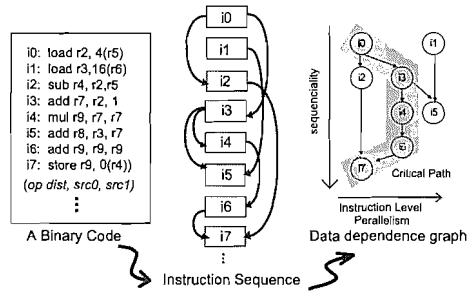 i0: load r2, 4(r5)
i1: load r3,16(r6)
i2: sub r4, r2,r5
i3: add r7, r2, 1
i4: mul r9, r7, r7
i5: add r8, r3, r7
i6: add r9, r9, r9
i7: store r9, 0(r4))
(op dist, src0, src1)
⋮
A Binary Code
i0
i1
i2
i3
i4
i5
i6
i7
⋮
Instruction Sequence
sequenciality
i0
i1
i2
i3
i4
i5
i6
i7
Critical Path
Instruction Level
Perallelism
Data dependence graph